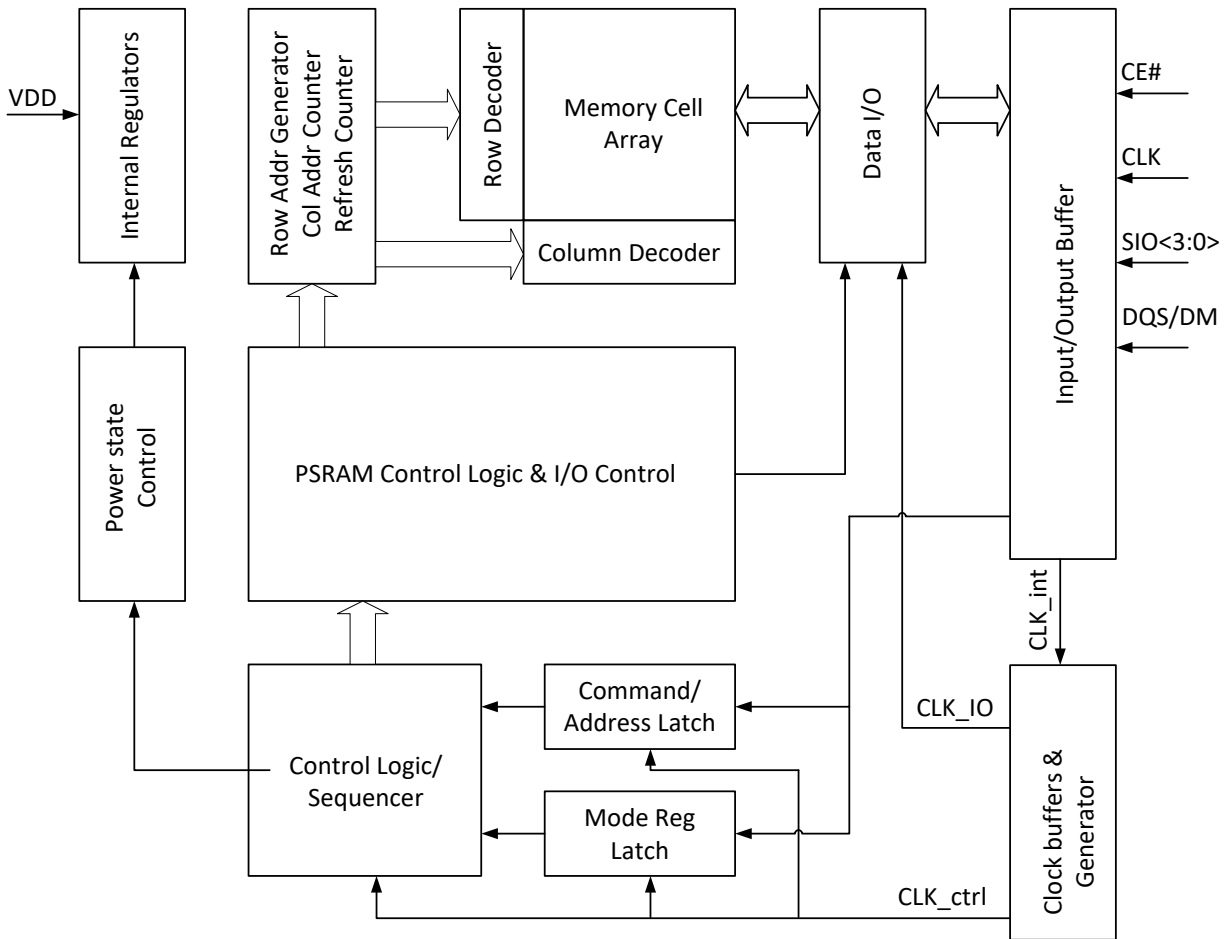 VDD
Internal Regulators
Row Addr Generator
Col Addr Counter
Refresh Counter
Row Decoder
Memory Cell
Array
Column Decoder
Data I/O
Input/Output Buffer
CE#
CLK
SIO<3:0>
DQS/DM
Power state
Control
PSRAM Control Logic & I/O Control
CLK_int
Control Logic/
Sequencer
Command/
Address Latch
Mode Reg
Latch
CLK_IO
CLK_ctrl
Clock buffers &
Generator